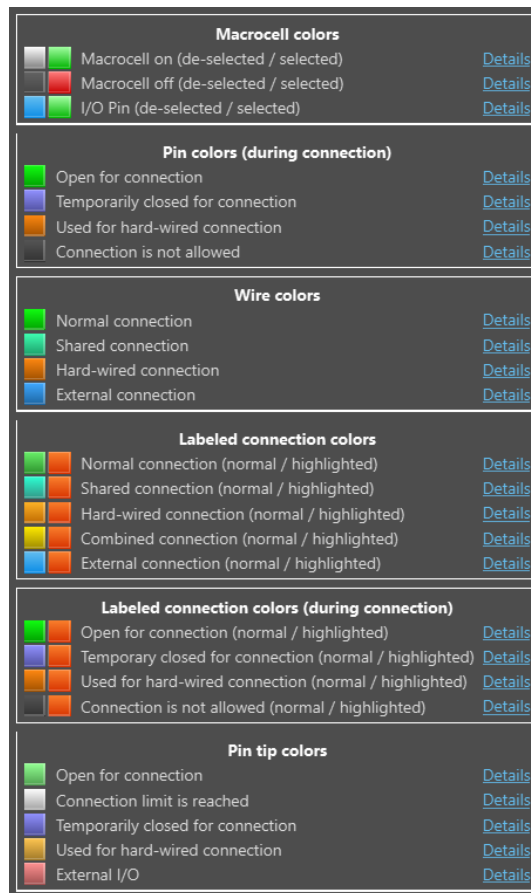 Macrocell colors
Macrocell on (de-selected / selected) Details
Macrocell off (de-selected / selected) Details
I/O Pin (de-selected / selected) Details
Pin colors (during connection)
Open for connection Details
Temporarily closed for connection Details
Used for hard-wired connection Details
Connection is not allowed Details
Wire colors
Normal connection Details
Shared connection Details
Hard-wired connection Details
External connection Details
Labeled connection colors
Normal connection (normal / highlighted) Details
Shared connection (normal / highlighted) Details
Hard-wired connection (normal / highlighted) Details
Combined connection (normal / highlighted) Details
External connection (normal / highlighted) Details
Labeled connection colors (during connection)
Open for connection (normal / highlighted) Details
Temporary closed for connection (normal / highlighted) Details
Used for hard-wired connection (normal / highlighted) Details
Connection is not allowed (normal / highlighted) Details
Pin tip colors
Open for connection Details
Connection limit is reached Details
Temporarily closed for connection Details
Used for hard-wired connection Details
External I/O Details